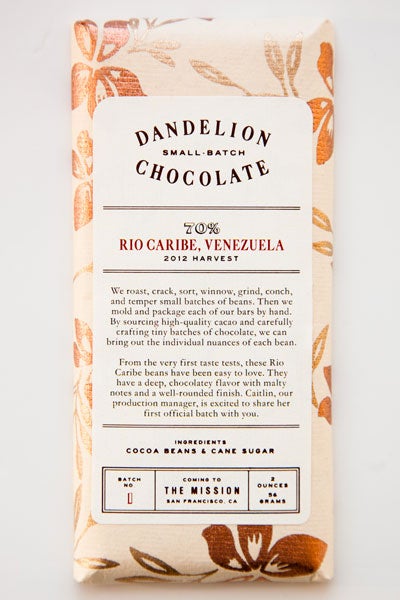 DANDELION
SMALL-BATCH
CHOCOLATE
70%
RIO CARIBE, VENEZUELA
2012 HARVEST
We roast, crack, sort, winnow, grind, conch,
and temper small batches of beans. Then we
mold and package each of our bars by hand.
By sourcing high-quality cacao and carefully
crafting tiny batches of chocolate, we can
bring out the individual nuances of each bean.
From the very first taste tests, these Rio
Caribe beans have been easy to love. They
have a deep, chocolatey flavor with malty
notes and a well-rounded finish. Caitlin, our
production manager, is excited to share her
first official batch with you.
INGREDIENTS
COCOA BEANS & CANE SUGAR
BATCH
NO.
1
COMING TO
THE MISSION
SAN FRANCISCO, CA
2
OUNCES
56
GRAMS